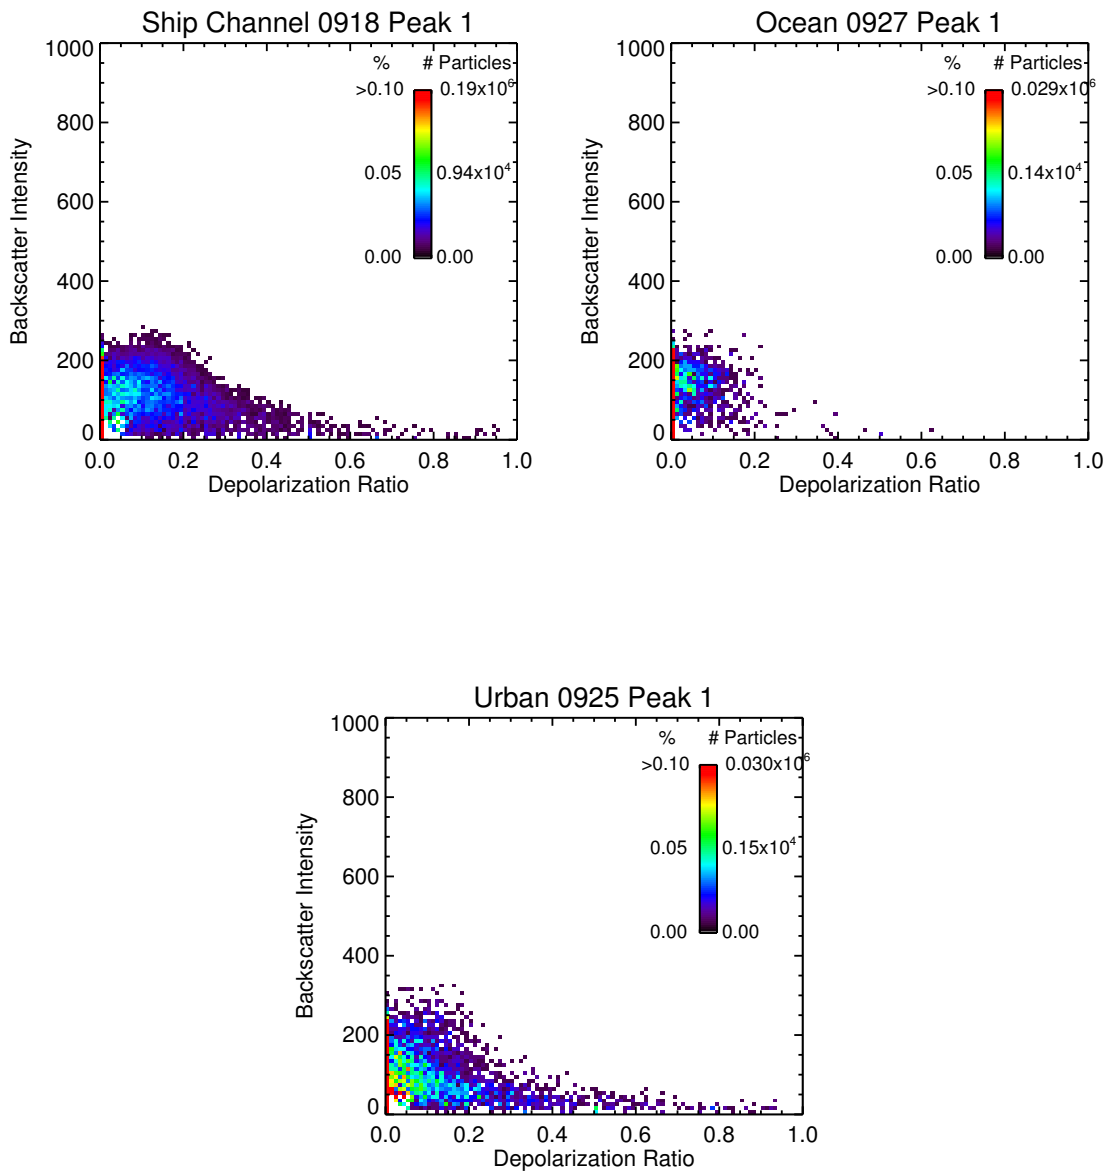 Ship Channel 0918 Peak 1
Backscatter Intensity
1000
800
600
400
200
0
% # Particles
>0.10 0.19x10⁶
0.05 0.94x10⁴
0.00 0.00
0.0 0.2 0.4 0.6 0.8 1.0
Depolarization Ratio
Ocean 0927 Peak 1
Backscatter Intensity
1000
800
600
400
200
0
% # Particles
>0.10 0.029x10⁶
0.05 0.14x10⁴
0.00 0.00
0.0 0.2 0.4 0.6 0.8 1.0
Depolarization Ratio
Urban 0925 Peak 1
Backscatter Intensity
1000
800
600
400
200
0
% # Particles
>0.10 0.030x10⁶
0.05 0.15x10⁴
0.00 0.00
0.0 0.2 0.4 0.6 0.8 1.0
Depolarization Ratio